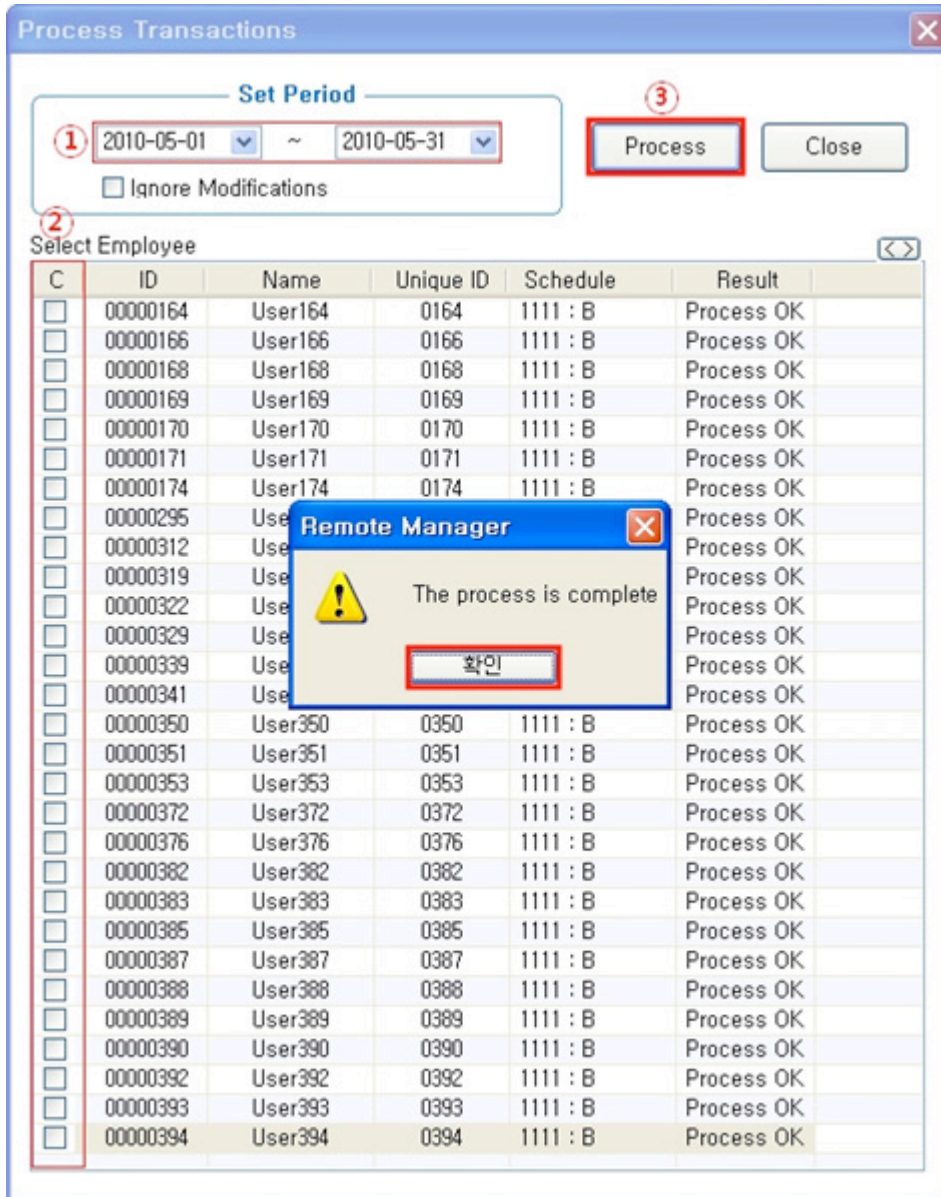 Process Transactions
Set Period
③
① 2010-05-01 ~ 2010-05-31
Process Close
Ignore Modifications
②
Select Employee < >
C ID Name Unique ID Schedule Result
00000164 User164 0164 1111 : B Process OK
00000166 User166 0166 1111 : B Process OK
00000168 User168 0168 1111 : B Process OK
00000169 User169 0169 1111 : B Process OK
00000170 User170 0170 1111 : B Process OK
00000171 User171 0171 1111 : B Process OK
00000174 User174 0174 1111 : B Process OK
00000295 Use Process OK
00000312 Use Process OK
00000319 Use Process OK
00000322 Use Process OK
00000329 Use Process OK
00000339 Use Process OK
00000341 Use Process OK
Remote Manager
The process is complete
확인
00000350 User350 0350 1111 : B Process OK
00000351 User351 0351 1111 : B Process OK
00000353 User353 0353 1111 : B Process OK
00000372 User372 0372 1111 : B Process OK
00000376 User376 0376 1111 : B Process OK
00000382 User382 0382 1111 : B Process OK
00000383 User383 0383 1111 : B Process OK
00000385 User385 0385 1111 : B Process OK
00000387 User387 0387 1111 : B Process OK
00000388 User388 0388 1111 : B Process OK
00000389 User389 0389 1111 : B Process OK
00000390 User390 0390 1111 : B Process OK
00000392 User392 0392 1111 : B Process OK
00000393 User393 0393 1111 : B Process OK
00000394 User394 0394 1111 : B Process OK